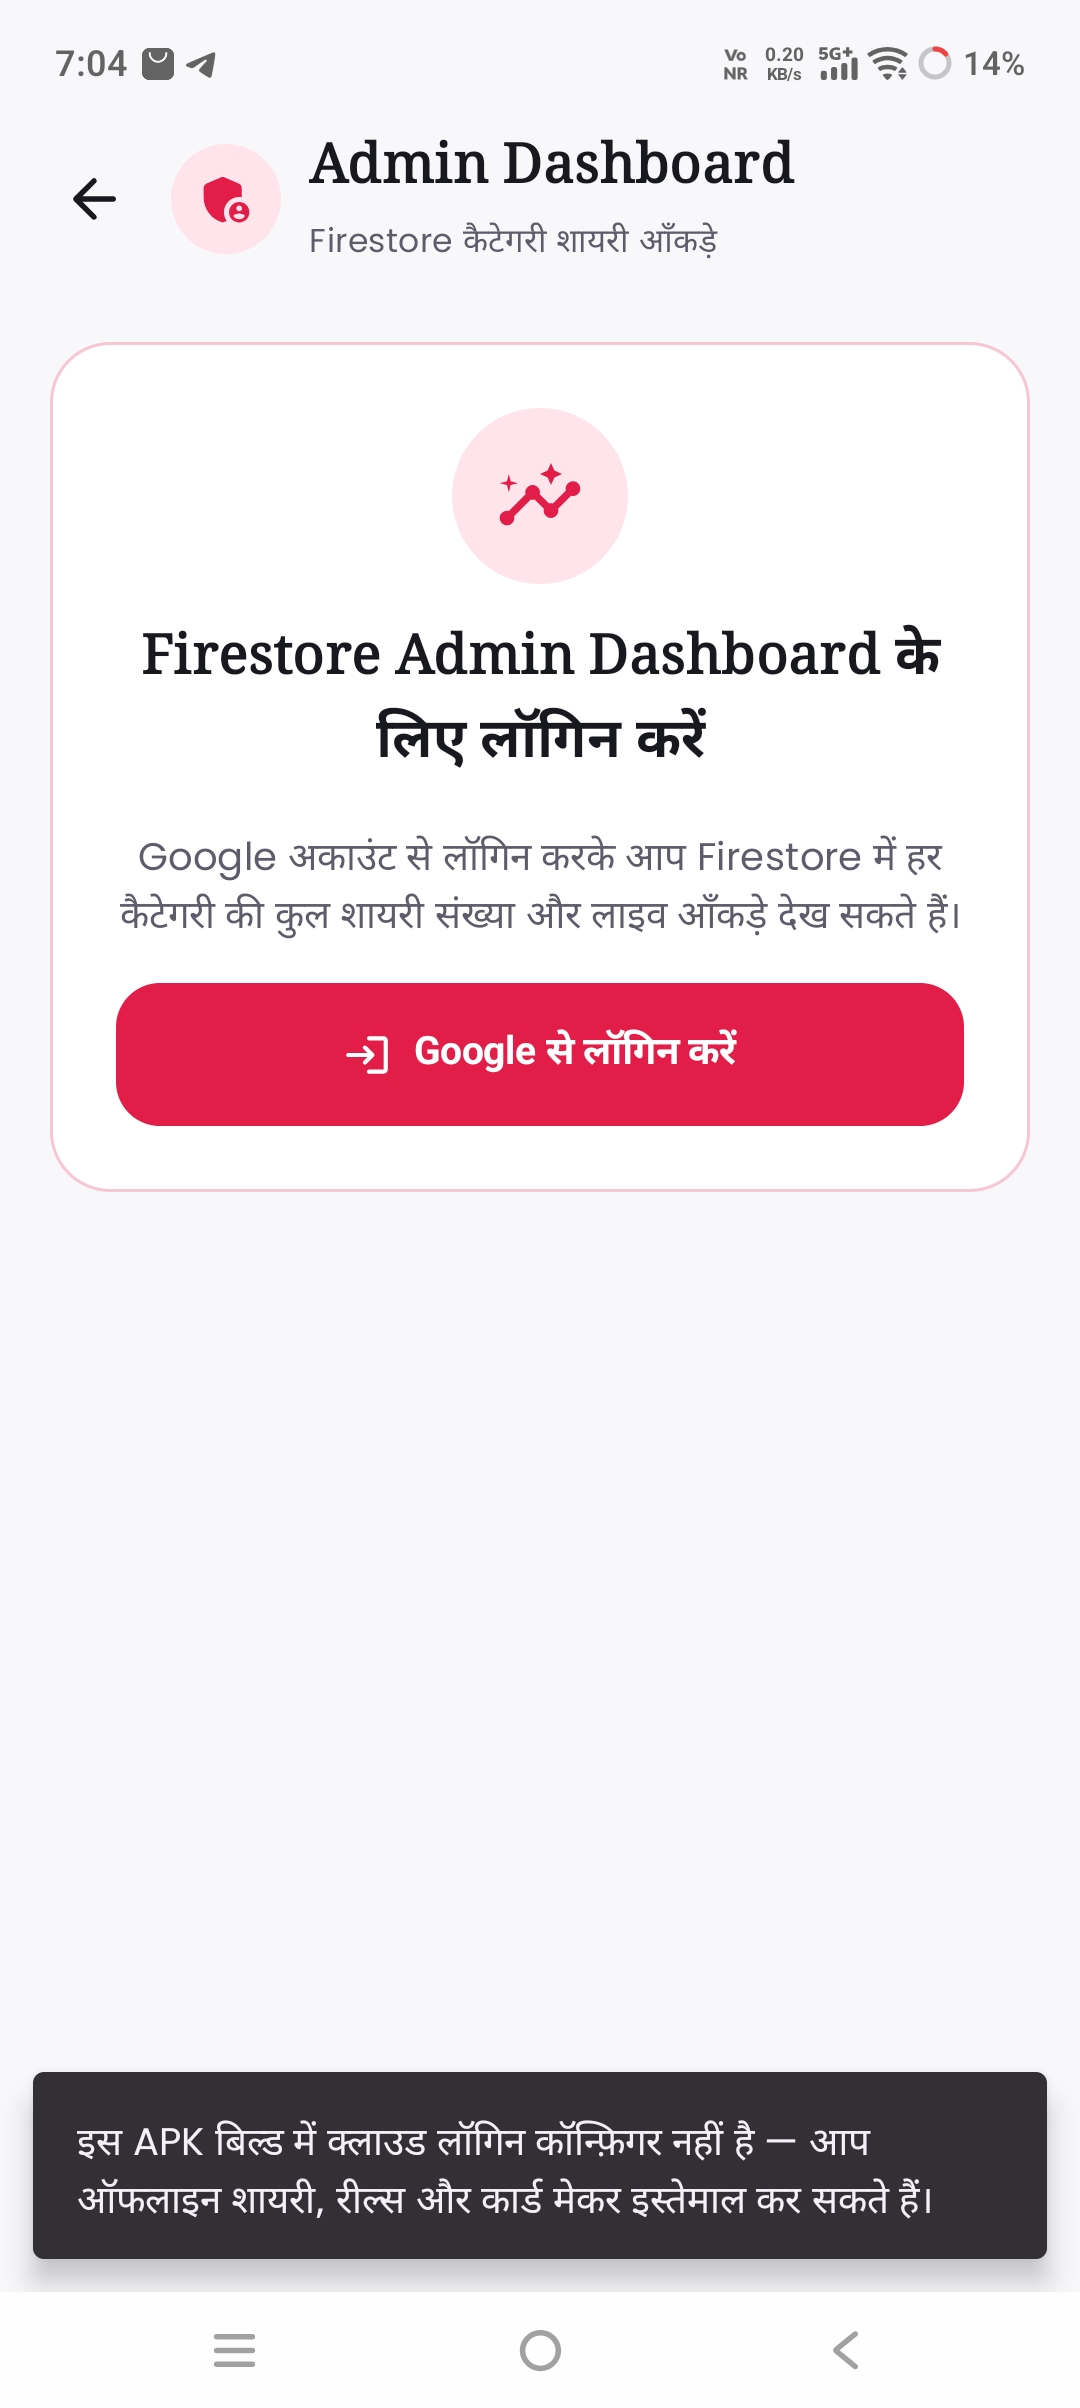 7:04
Vo NR 0.20 KB/s 5G+ 14%
Admin Dashboard
Firestore कैटेगरी शायरी आँकड़े
Firestore Admin Dashboard के
लिए लॉगिन करें
Google अकाउंट से लॉगिन करके आप Firestore में हर
कैटेगरी की कुल शायरी संख्या और लाइव आँकड़े देख सकते हैं।
Google से लॉगिन करें
इस APK बिल्ड में क्लाउड लॉगिन कॉन्फ़िगर नहीं है — आप
ऑफलाइन शायरी, रील्स और कार्ड मेकर इस्तेमाल कर सकते हैं।